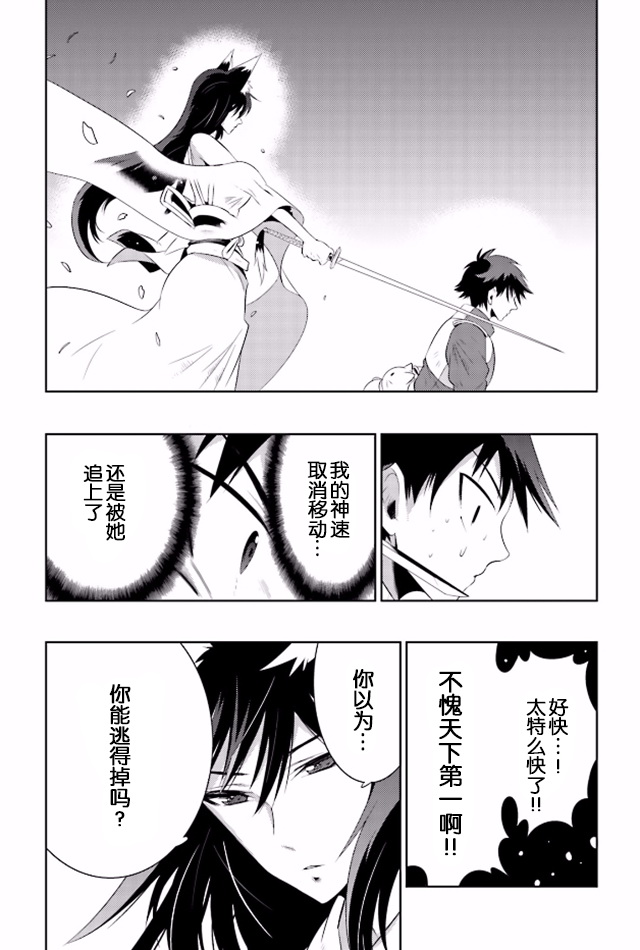 我的神速
取消移动…
还是被她
追上了
好快…!
太特么快了!!
不愧天下第一啊!!
你以为…
你能逃得掉吗?